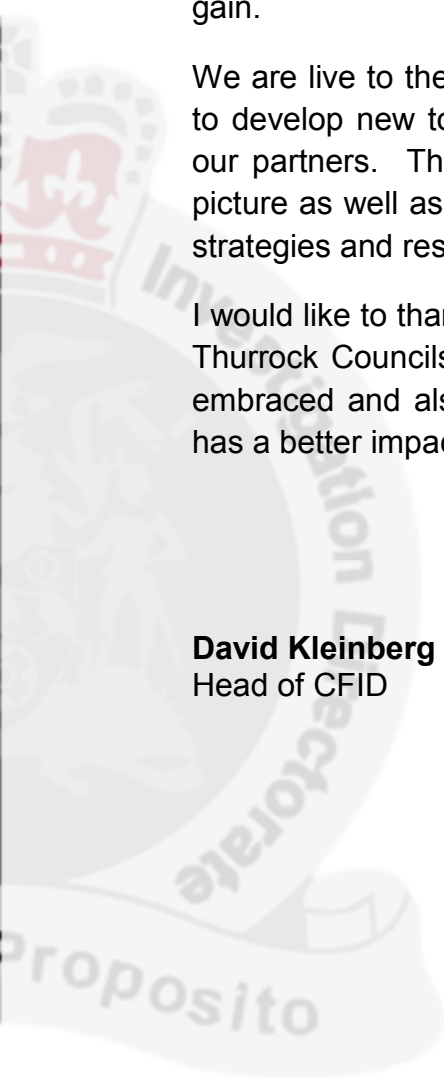 gain.
We are live to the
to develop new to
our partners. Th
picture as well as
strategies and res
I would like to than
Thurrock Councils
embraced and als
has a better impac
David Kleinberg
Head of CFID
Investigation Directorate
Proposito